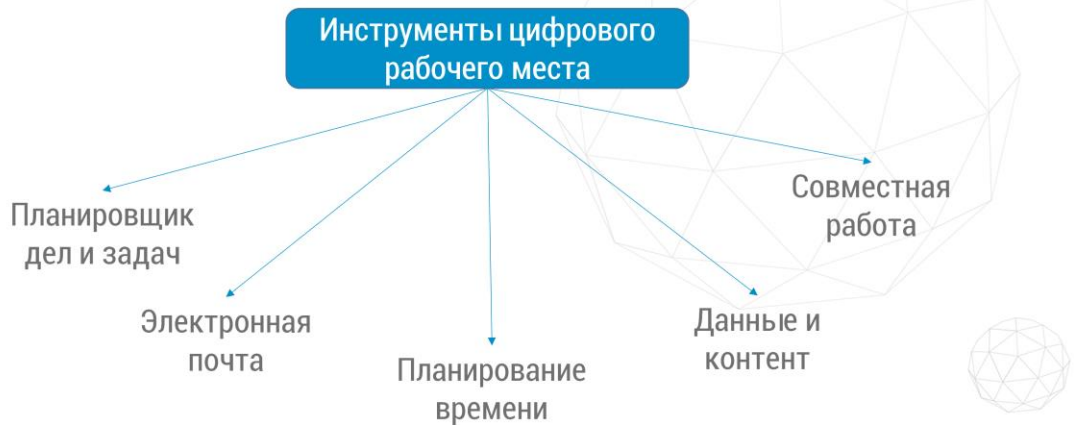 Инструменты цифрового
рабочего места
Планировщик
дел и задач
Электронная
почта
Планирование
времени
Данные и
контент
Совместная
работа